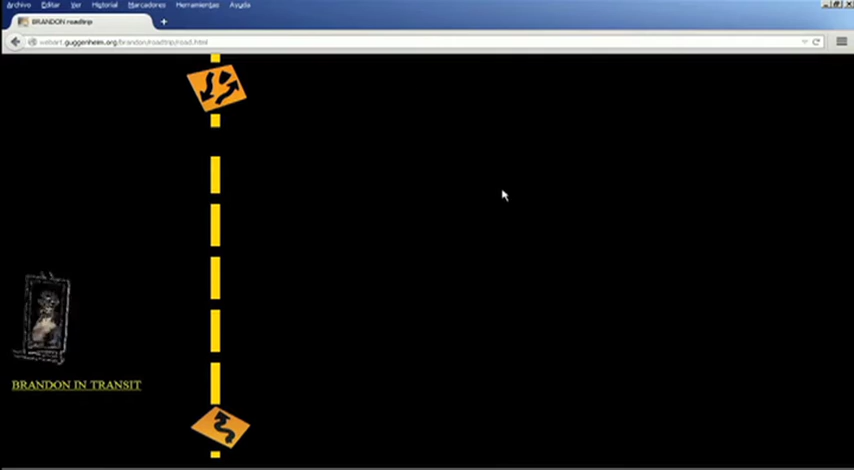 Archivo Editar Ver Historial Marcadores Herramientas Ayuda
BRANDON roadtrip
webart.guggenheim.org/brandon/roadtrip/road.html
BRANDON IN TRANSIT